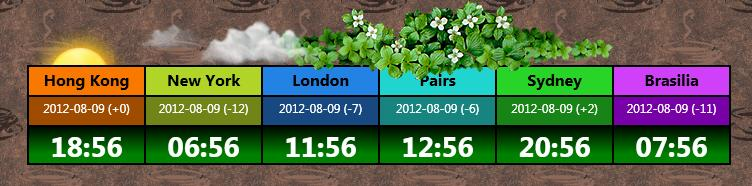 Hong Kong New York London Pairs Sydney Brasilia
2012-08-09 (+0) 2012-08-09 (-12) 2012-08-09 (-7) 2012-08-09 (-6) 2012-08-09 (+2) 2012-08-09 (-11)
18:56 06:56 11:56 12:56 20:56 07:56